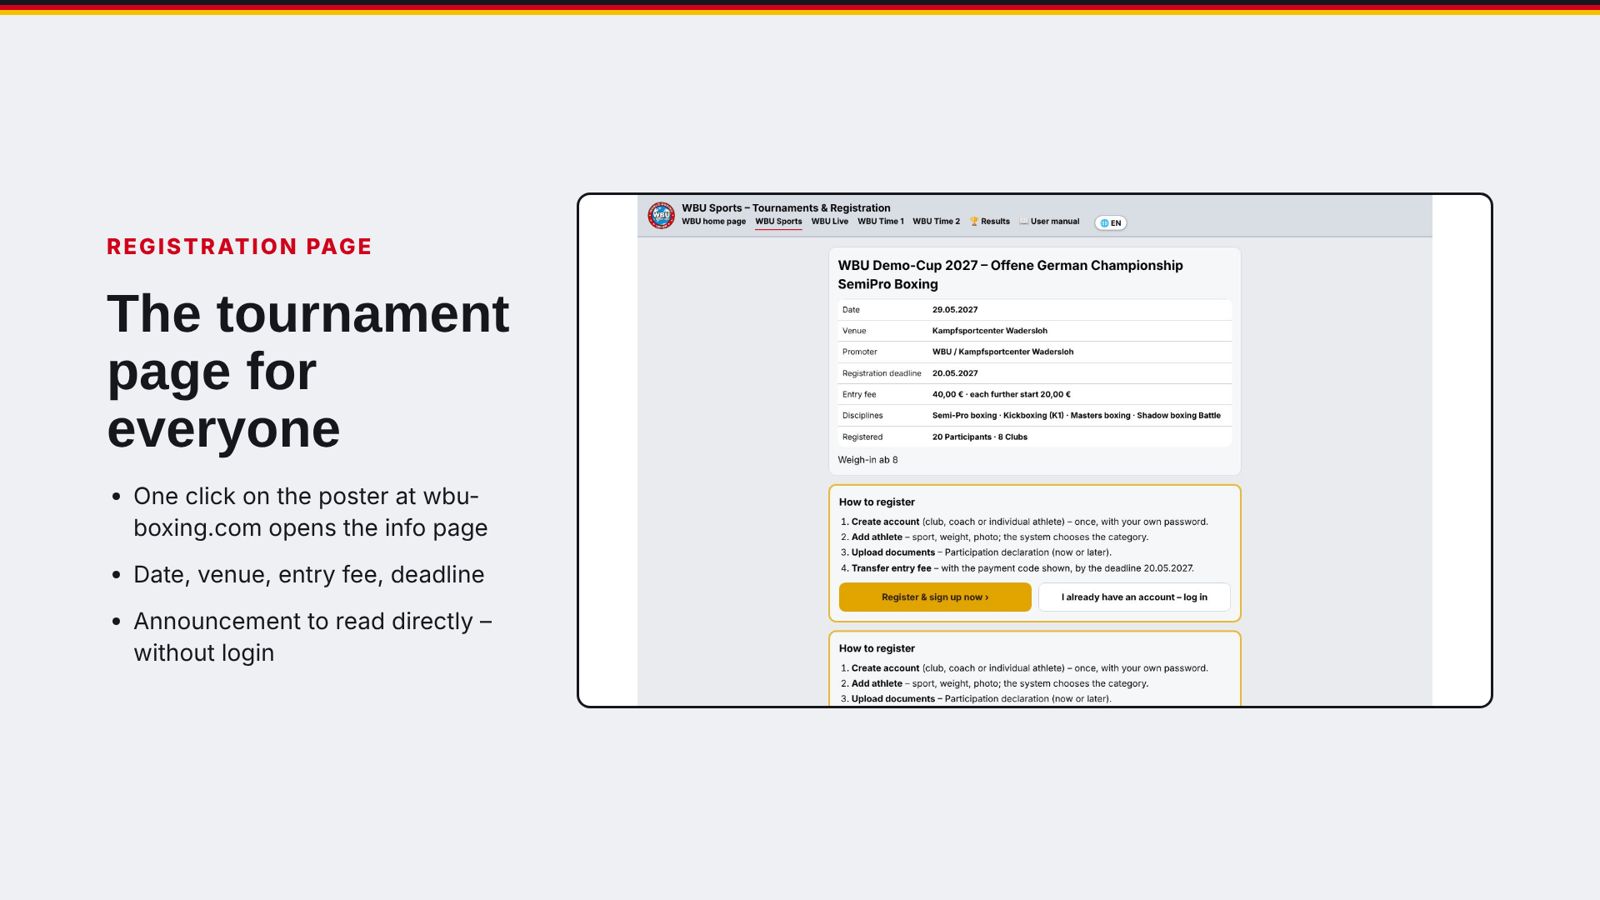 REGISTRATION PAGE
The tournament
page for
everyone
• One click on the poster at wbu-
boxing.com opens the info page
• Date, venue, entry fee, deadline
• Announcement to read directly –
without login
WBU
WBU Sports – Tournaments & Registration
WBU home page WBU Sports WBU Live WBU Time 1 WBU Time 2 🏆 Results 📖 User manual 🌐 EN
WBU Demo-Cup 2027 – Offene German Championship
SemiPro Boxing
Date 29.05.2027
Venue Kampfsportcenter Wadersloh
Promoter WBU / Kampfsportcenter Wadersloh
Registration deadline 20.05.2027
Entry fee 40,00 € · each further start 20,00 €
Disciplines Semi-Pro boxing · Kickboxing (K1) · Masters boxing · Shadow boxing Battle
Registered 20 Participants · 8 Clubs
Weigh-in ab 8
How to register
1. Create account (club, coach or individual athlete) – once, with your own password.
2. Add athlete – sport, weight, photo; the system chooses the category.
3. Upload documents – Participation declaration (now or later).
4. Transfer entry fee – with the payment code shown, by the deadline 20.05.2027.
Register & sign up now ›
I already have an account – log in
How to register
1. Create account (club, coach or individual athlete) – once, with your own password.
2. Add athlete – sport, weight, photo; the system chooses the category.
3. Upload documents – Participation declaration (now or later).